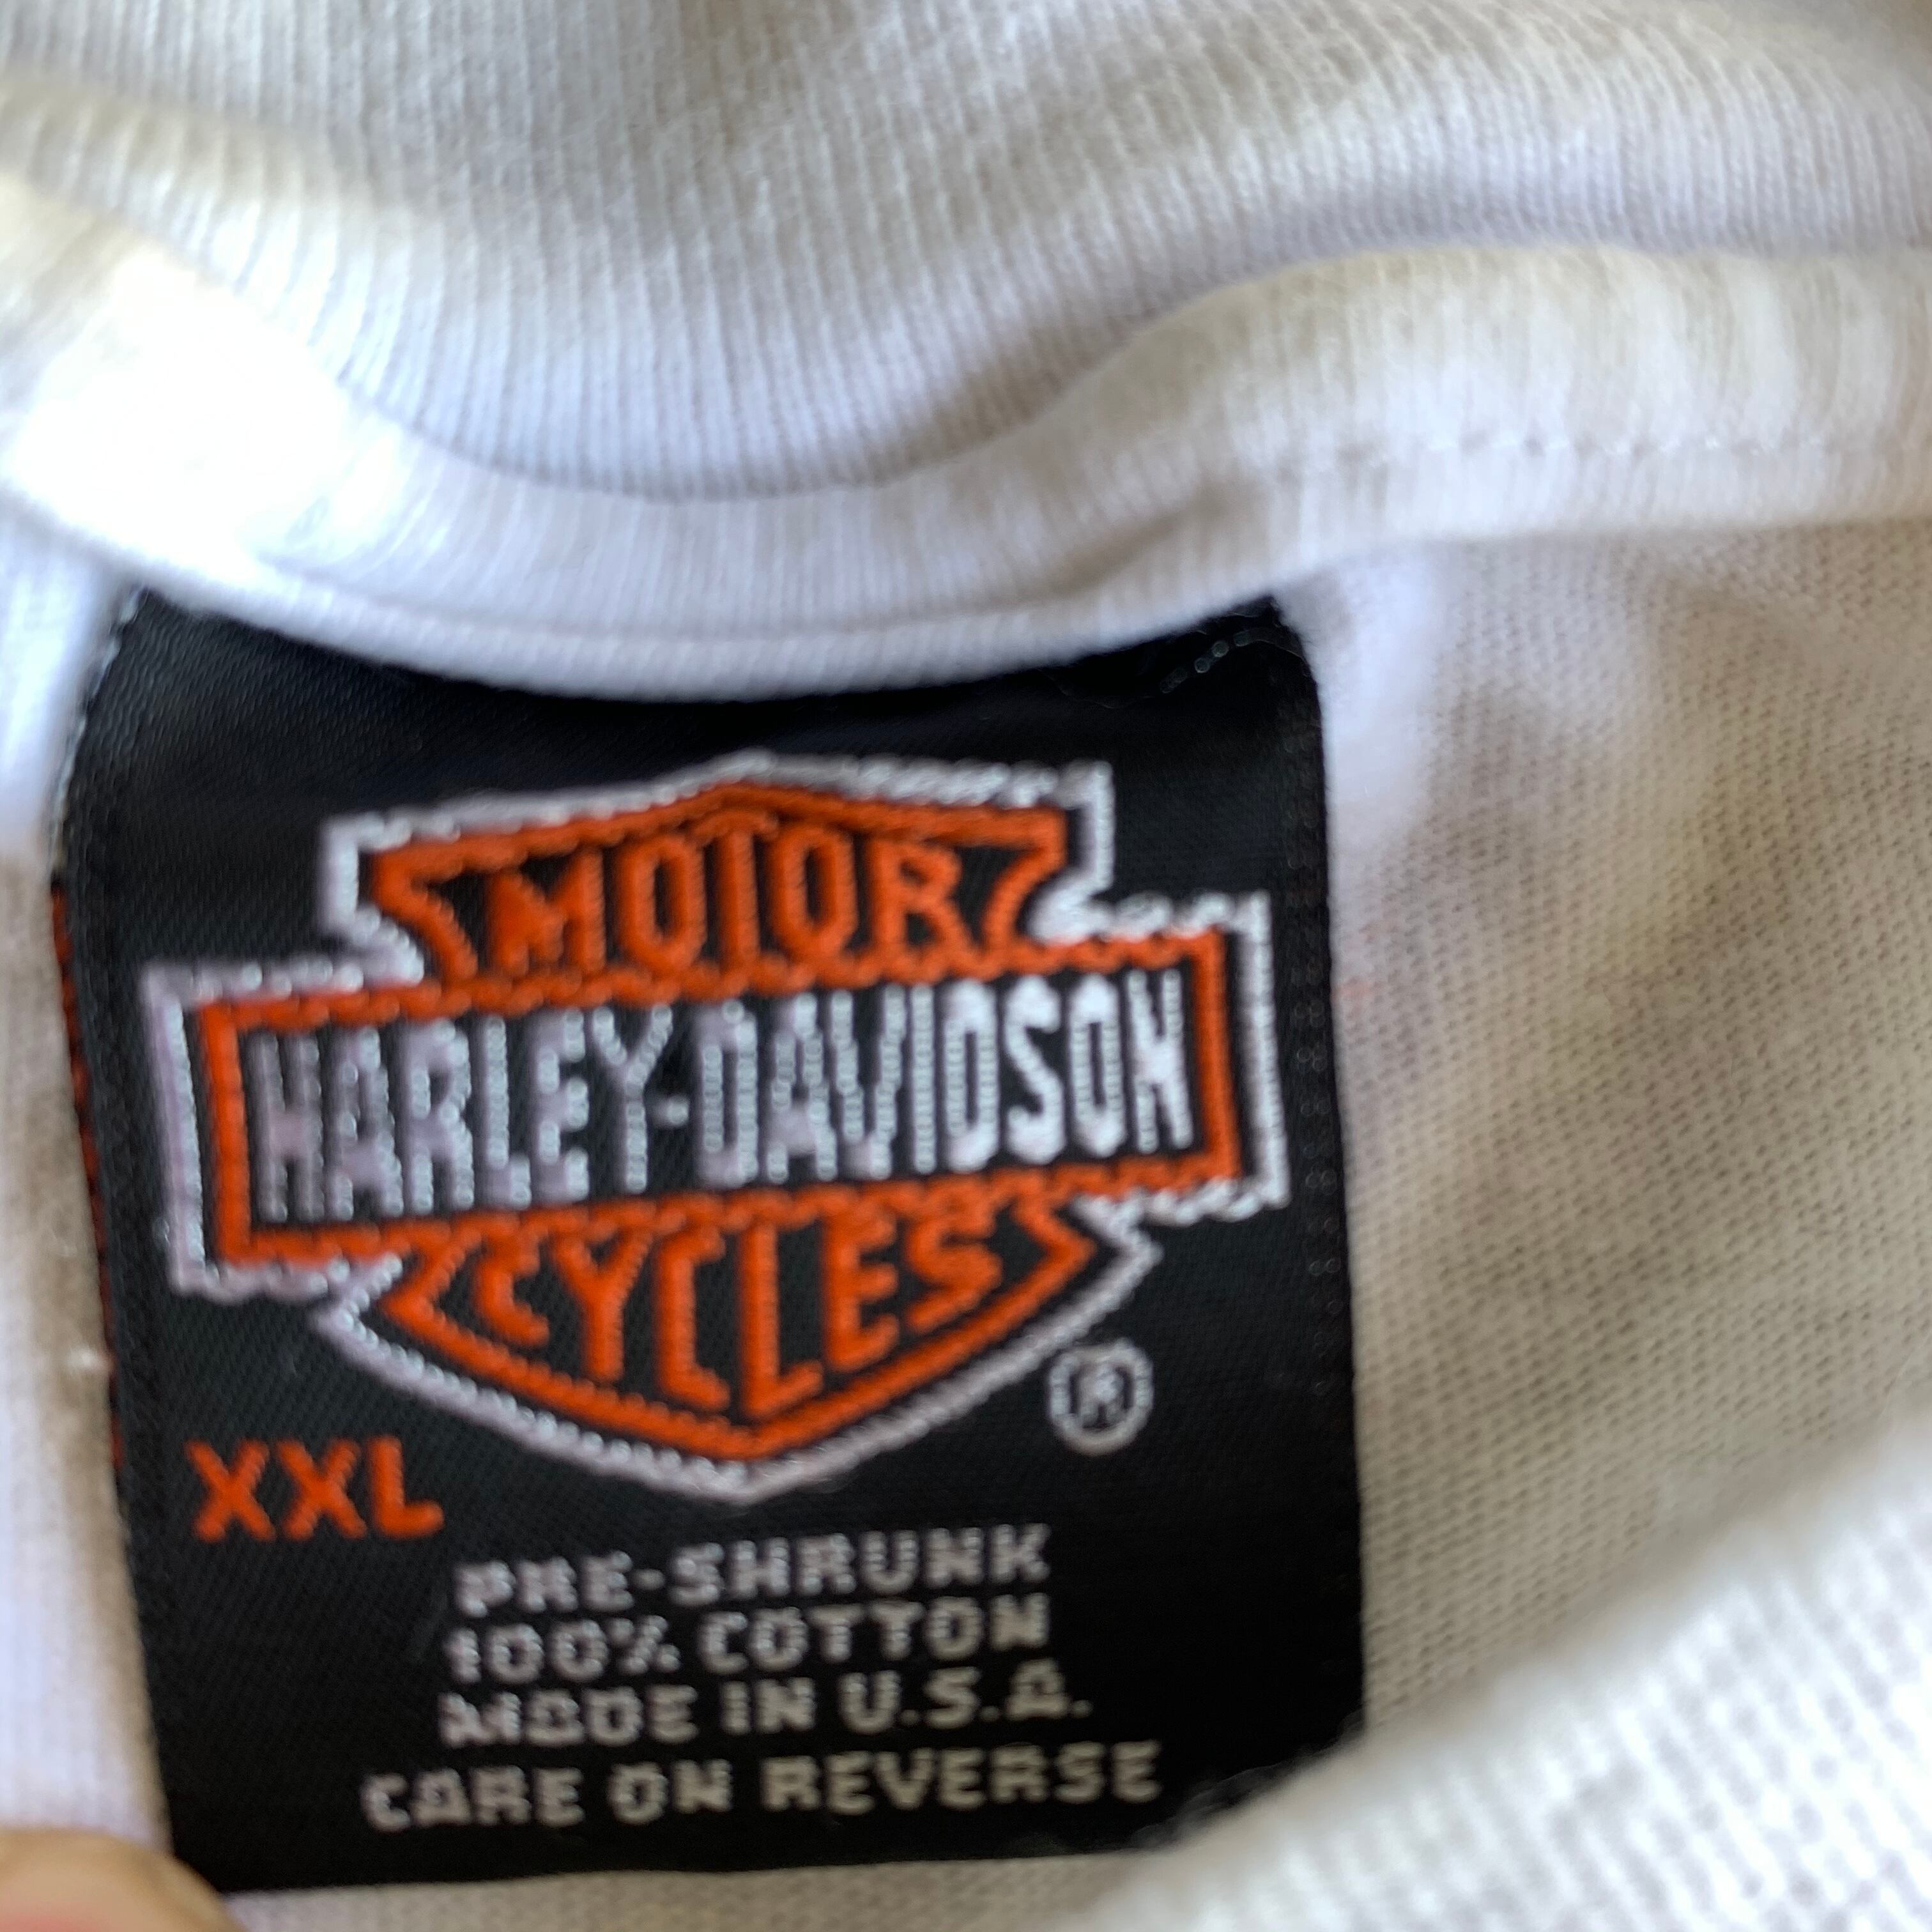 MOTOR
HARLEY-DAVIDSON
CYCLES
®
XXL
PRE-SHRUNK
100% COTTON
MADE IN U.S.A.
CARE ON REVERSE